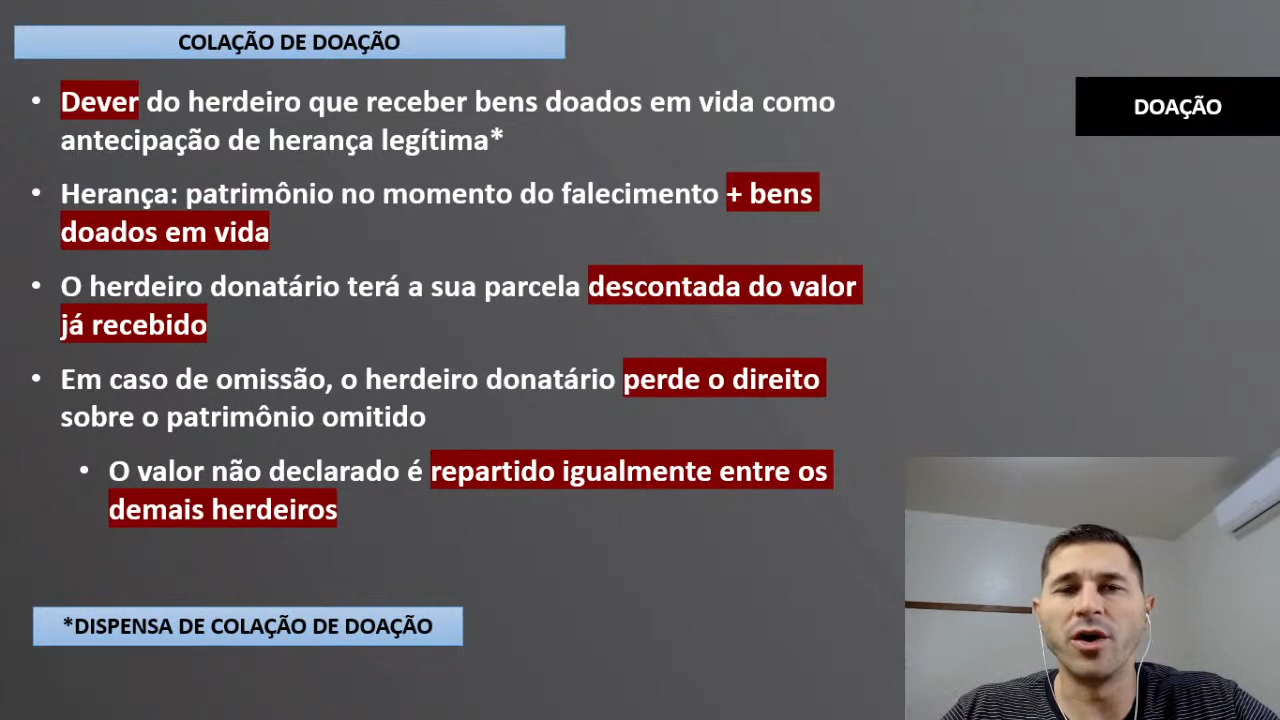 COLAÇÃO DE DOAÇÃO
• Dever do herdeiro que receber bens doados em vida como
antecipação de herança legítima*
DOAÇÃO
• Herança: patrimônio no momento do falecimento + bens
doados em vida
• O herdeiro donatário terá a sua parcela descontada do valor
já recebido
• Em caso de omissão, o herdeiro donatário perde o direito
sobre o patrimônio omitido
• O valor não declarado é repartido igualmente entre os
demais herdeiros
*DISPENSA DE COLAÇÃO DE DOAÇÃO